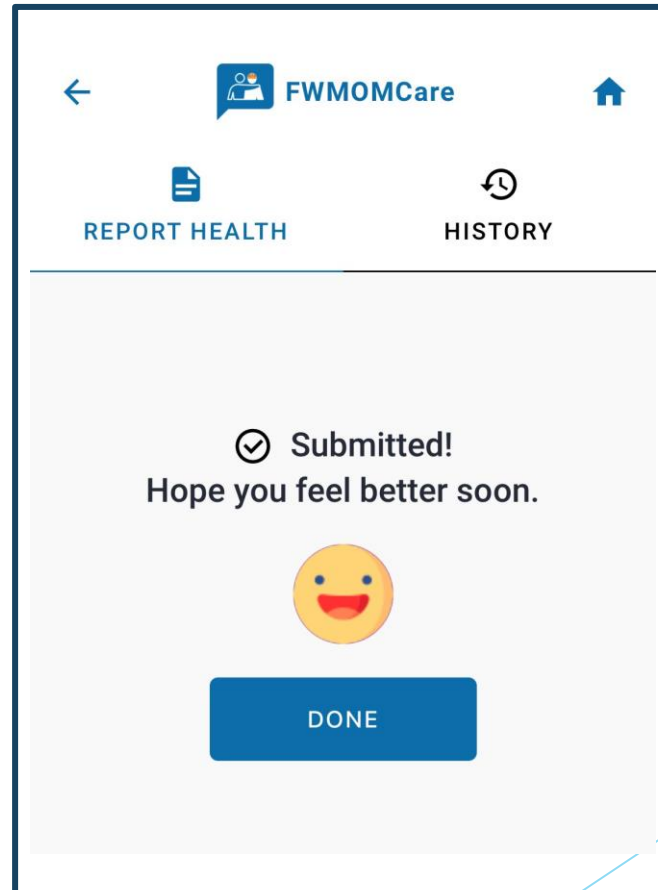 FWMOMCare
REPORT HEALTH
HISTORY
Submitted!
Hope you feel better soon.
DONE